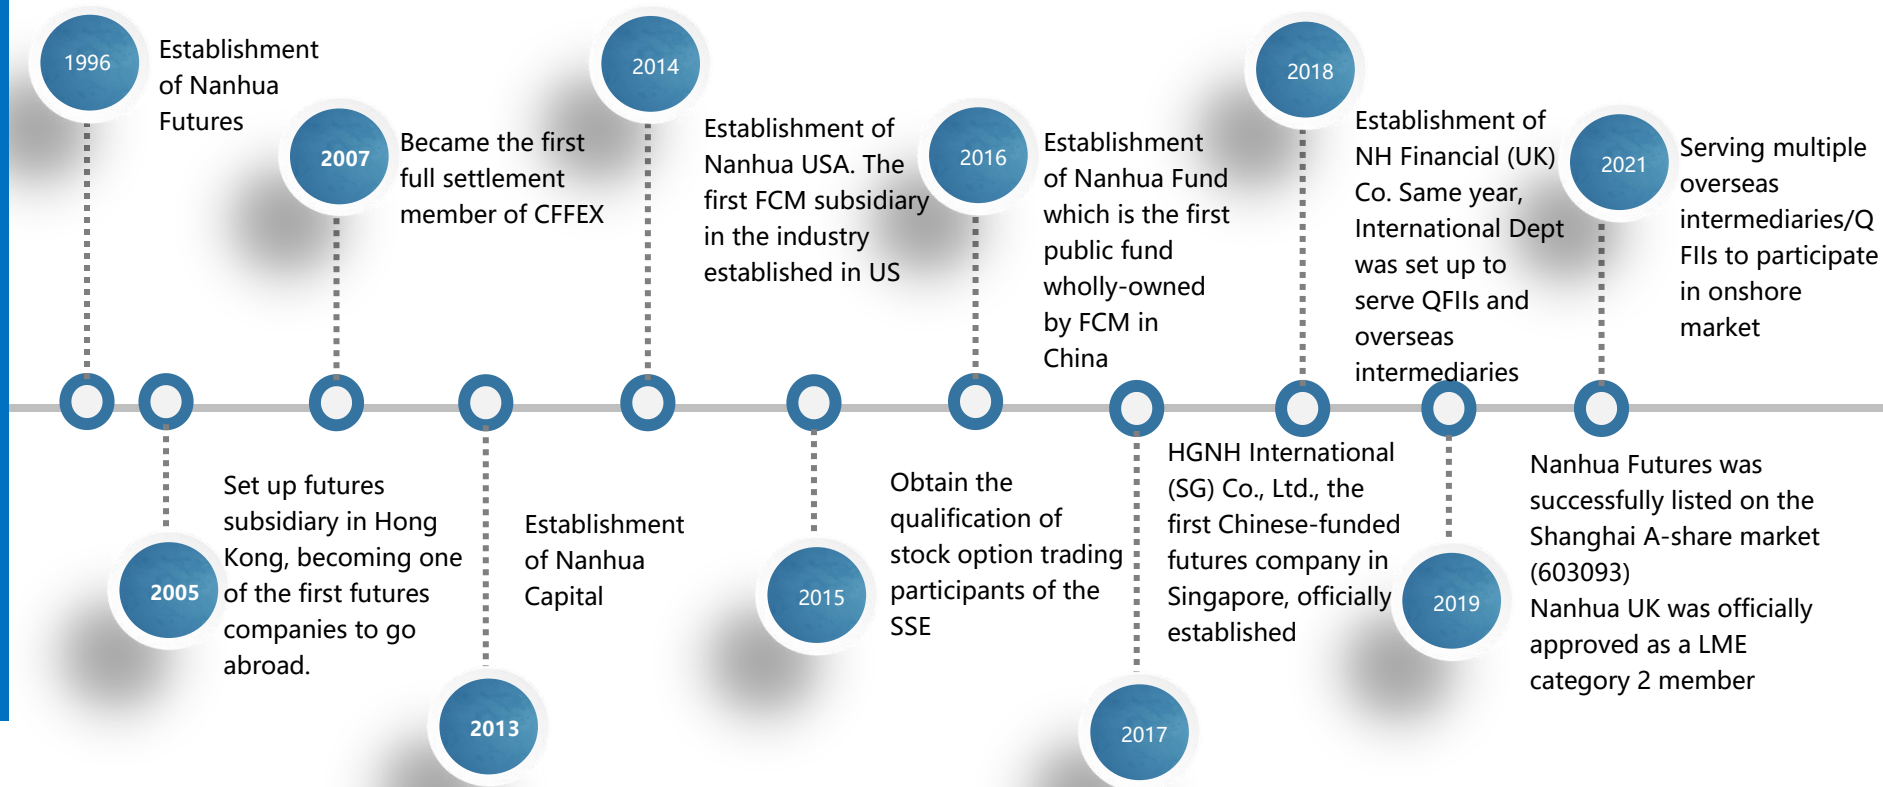 1996
Establishment
of Nanhua
Futures
2007
Became the first
full settlement
member of CFFEX
2014
Establishment of
Nanhua USA. The
first FCM subsidiary
in the industry
established in US
2016
Establishment
of Nanhua Fund
which is the first
public fund
wholly-owned
by FCM in
China
2018
Establishment of
NH Financial (UK)
Co. Same year,
International Dept
was set up to
serve QFIIs and
overseas
intermediaries
2021
Serving multiple
overseas
intermediaries/Q
FIIs to participate
in onshore
market
2005
Set up futures
subsidiary in Hong
Kong, becoming one
of the first futures
companies to go
abroad.
2013
Establishment
of Nanhua
Capital
2015
Obtain the
qualification of
stock option trading
participants of the
SSE
2017
HGNH International
(SG) Co., Ltd., the
first Chinese-funded
futures company in
Singapore, officially
established
2019
Nanhua Futures was
successfully listed on the
Shanghai A-share market
(603093)
Nanhua UK was officially
approved as a LME
category 2 member